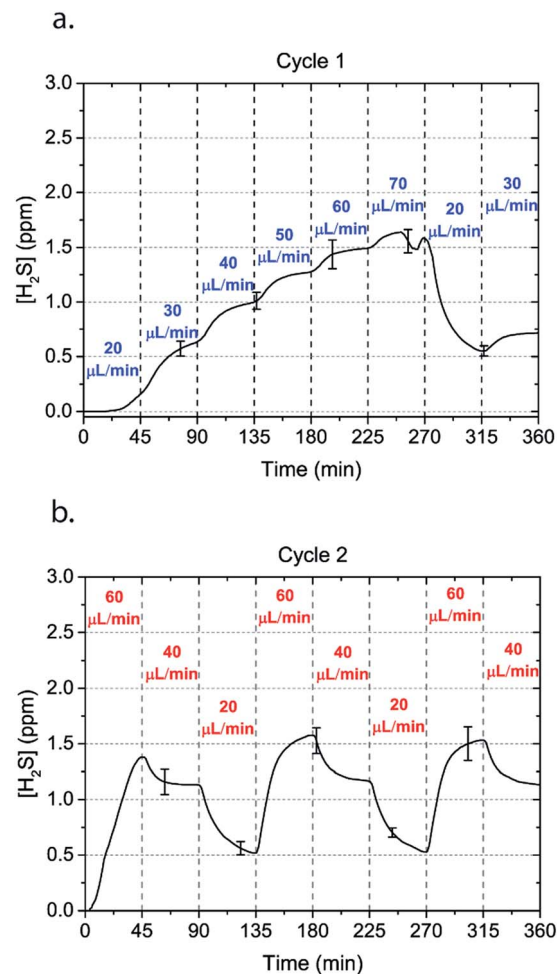 a.
Cycle 1
3.0
2.5
2.0
1.5
1.0
0.5
0.0
[H₂S] (ppm)
20
μL/min
30
μL/min
40
μL/min
50
μL/min
60
μL/min
70
μL/min
20
μL/min
30
μL/min
0 45 90 135 180 225 270 315 360
Time (min)
b.
Cycle 2
3.0
2.5
2.0
1.5
1.0
0.5
0.0
[H₂S] (ppm)
60
μL/min
40
μL/min
20
μL/min
60
μL/min
40
μL/min
20
μL/min
60
μL/min
40
μL/min
0 45 90 135 180 225 270 315 360
Time (min)